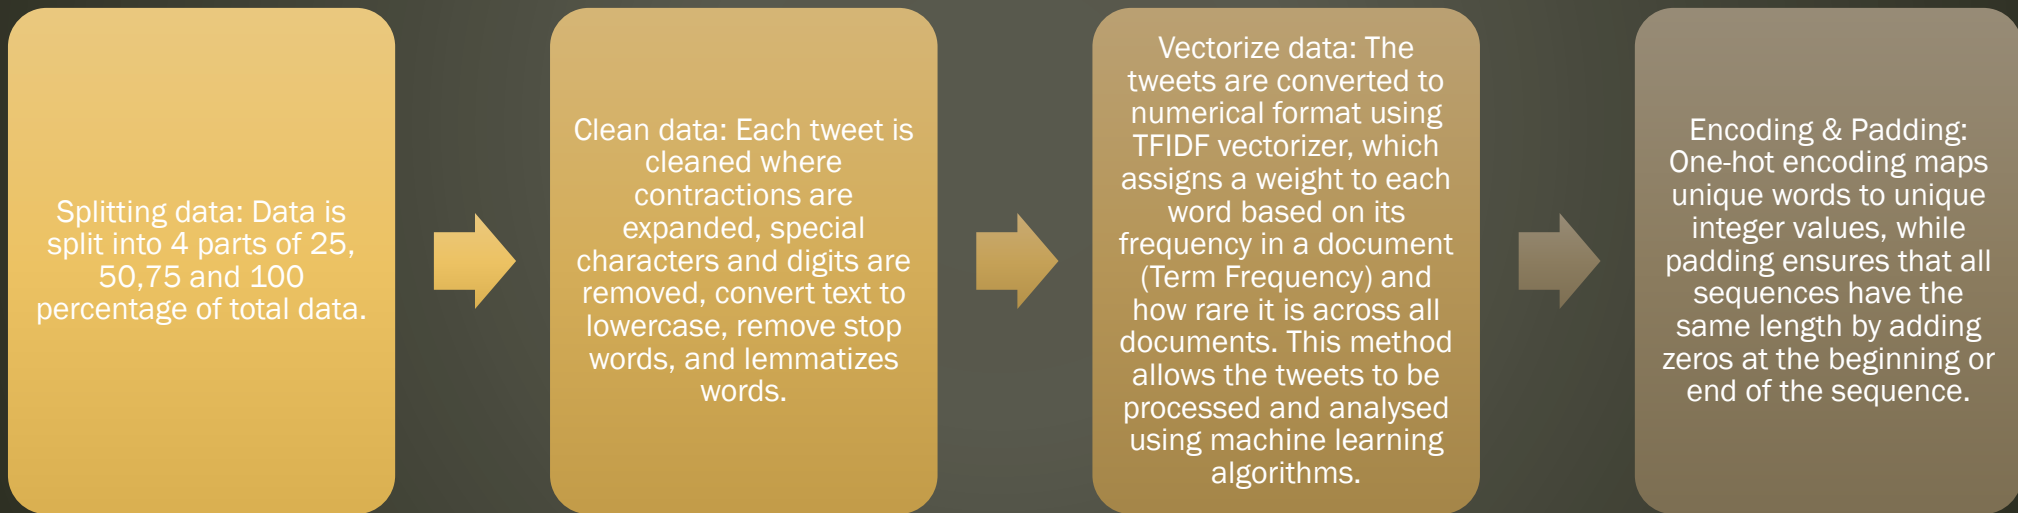 Splitting data: Data is
split into 4 parts of 25,
50,75 and 100
percentage of total data.
Clean data: Each tweet is
cleaned where
contractions are
expanded, special
characters and digits are
removed, convert text to
lowercase, remove stop
words, and lemmatizes
words.
Vectorize data: The
tweets are converted to
numerical format using
TFIDF vectorizer, which
assigns a weight to each
word based on its
frequency in a document
(Term Frequency) and
how rare it is across all
documents. This method
allows the tweets to be
processed and analysed
using machine learning
algorithms.
Encoding & Padding:
One-hot encoding maps
unique words to unique
integer values, while
padding ensures that all
sequences have the
same length by adding
zeros at the beginning or
end of the sequence.